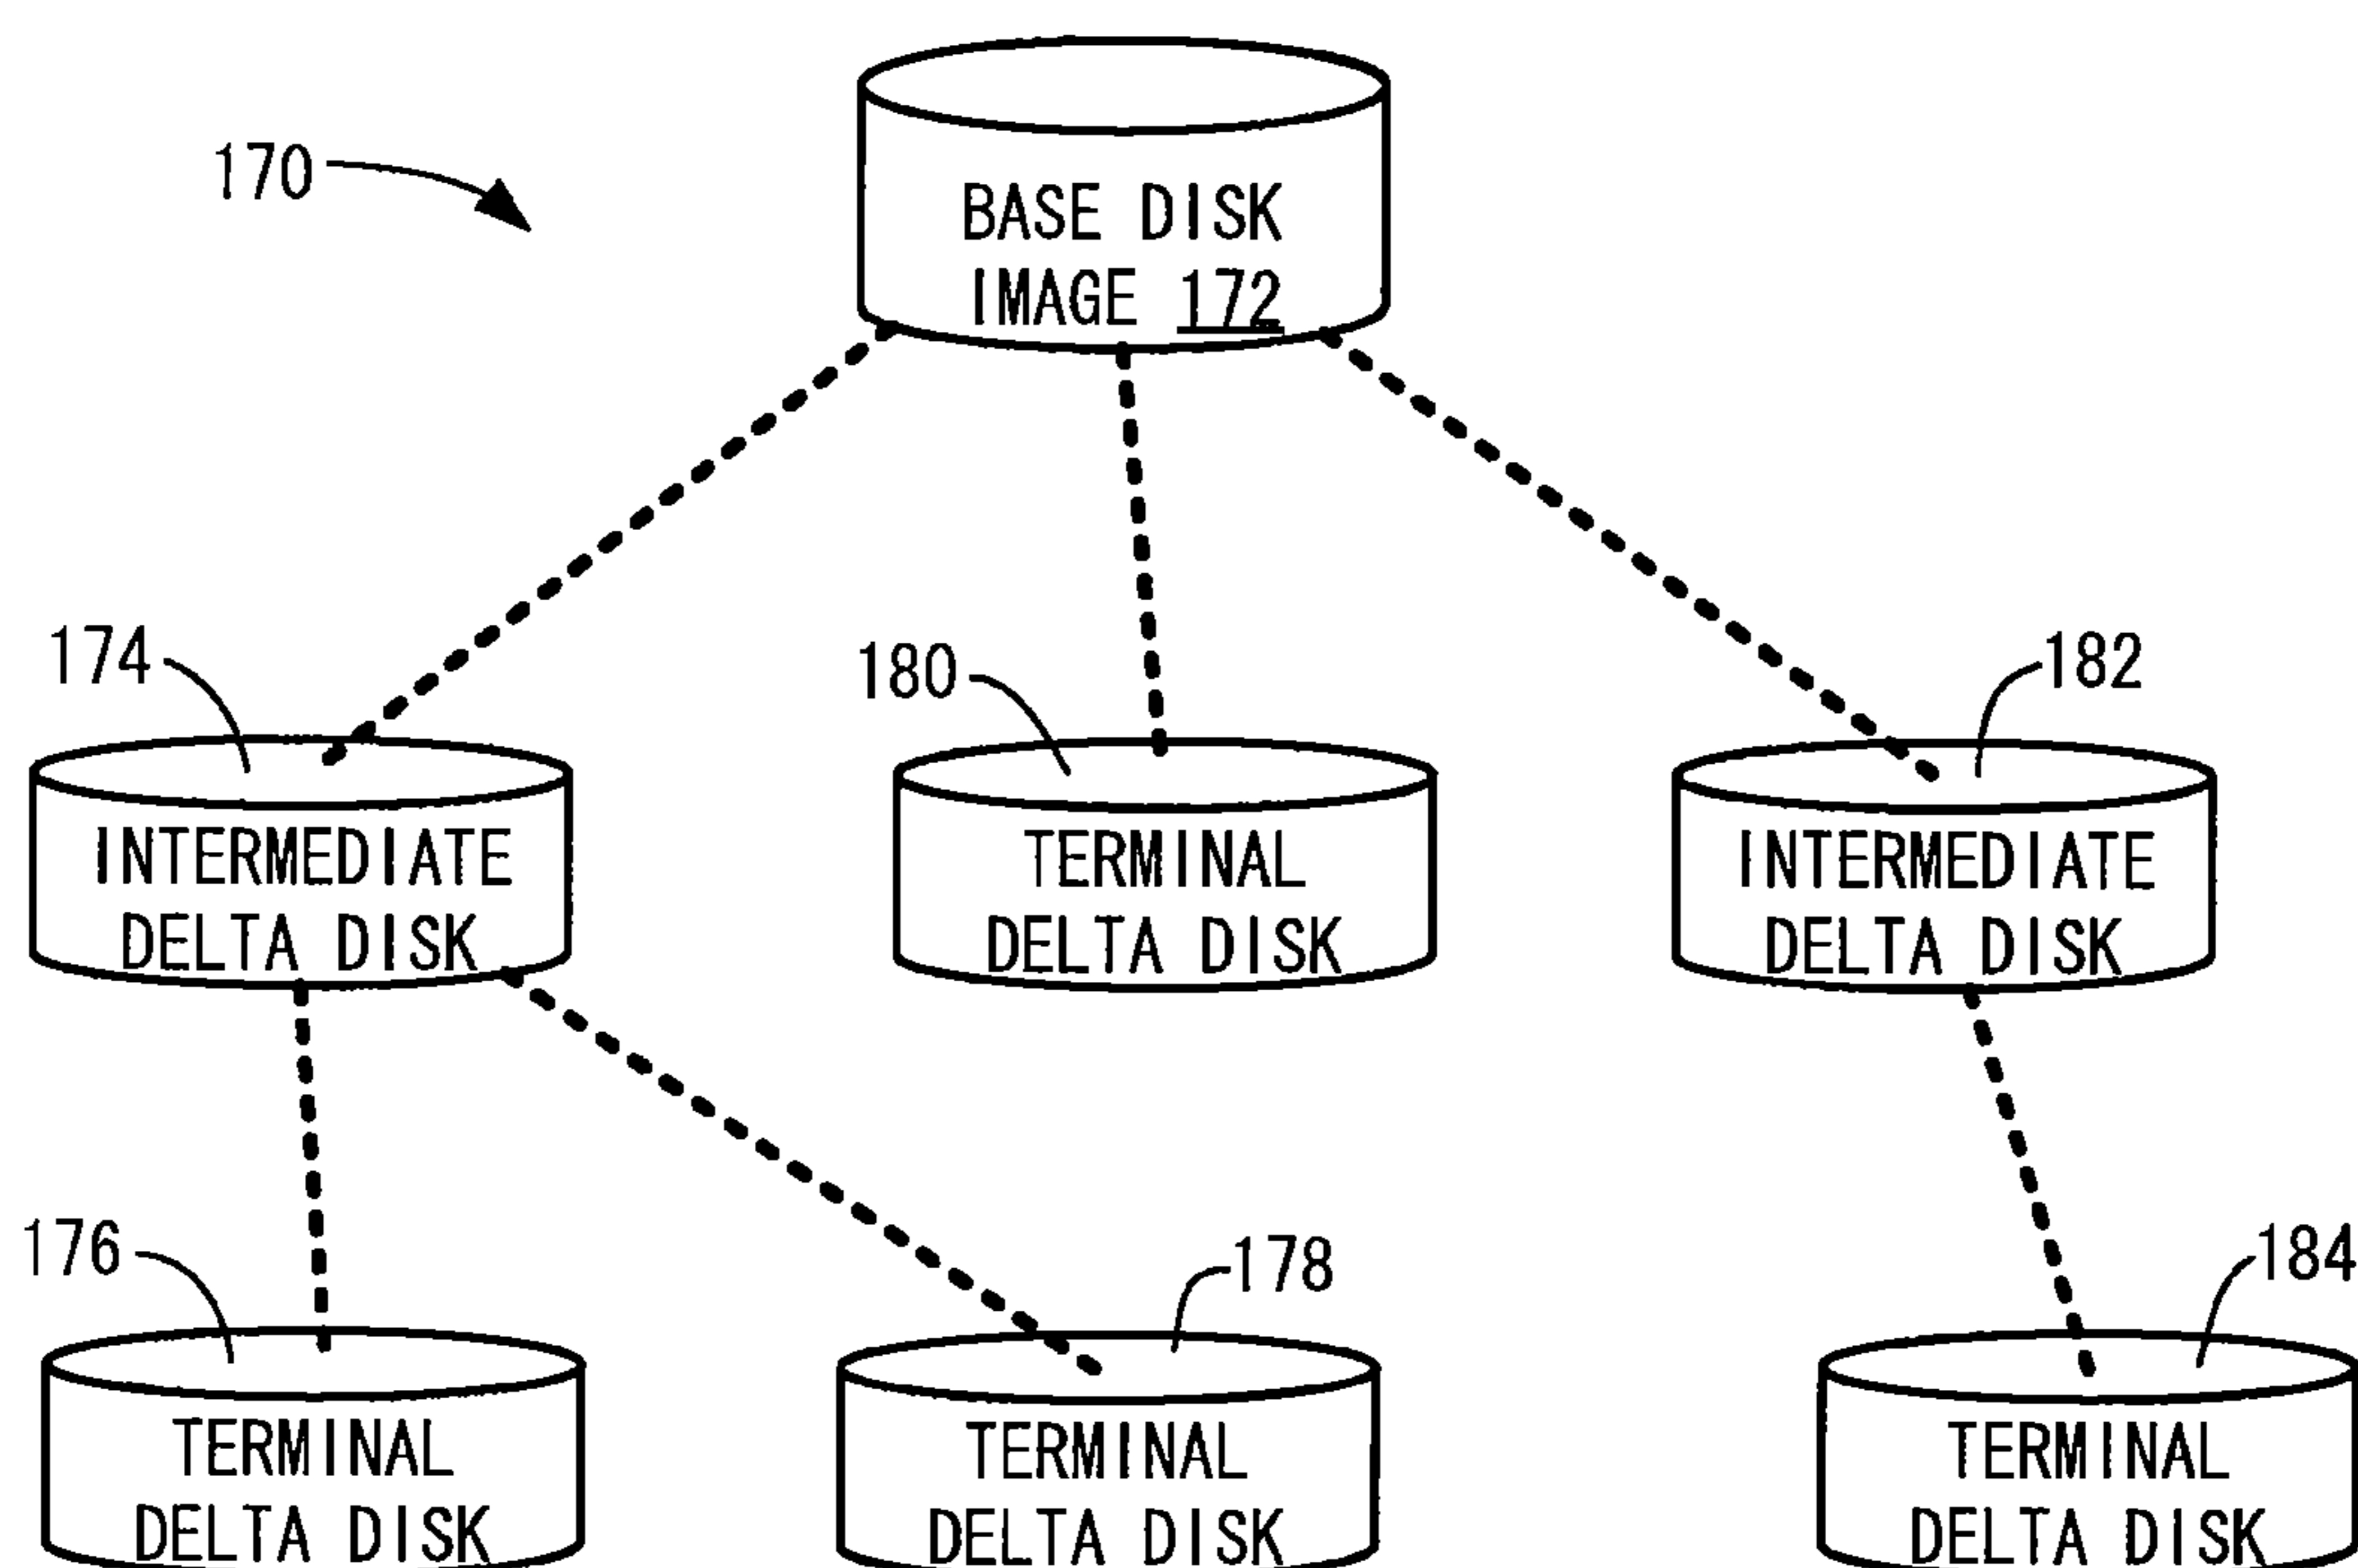 170
BASE DISK
IMAGE 172
174
180
182
INTERMEDIATE
DELTA DISK
TERMINAL
DELTA DISK
INTERMEDIATE
DELTA DISK
176
178
184
TERMINAL
DELTA DISK
TERMINAL
DELTA DISK
TERMINAL
DELTA DISK